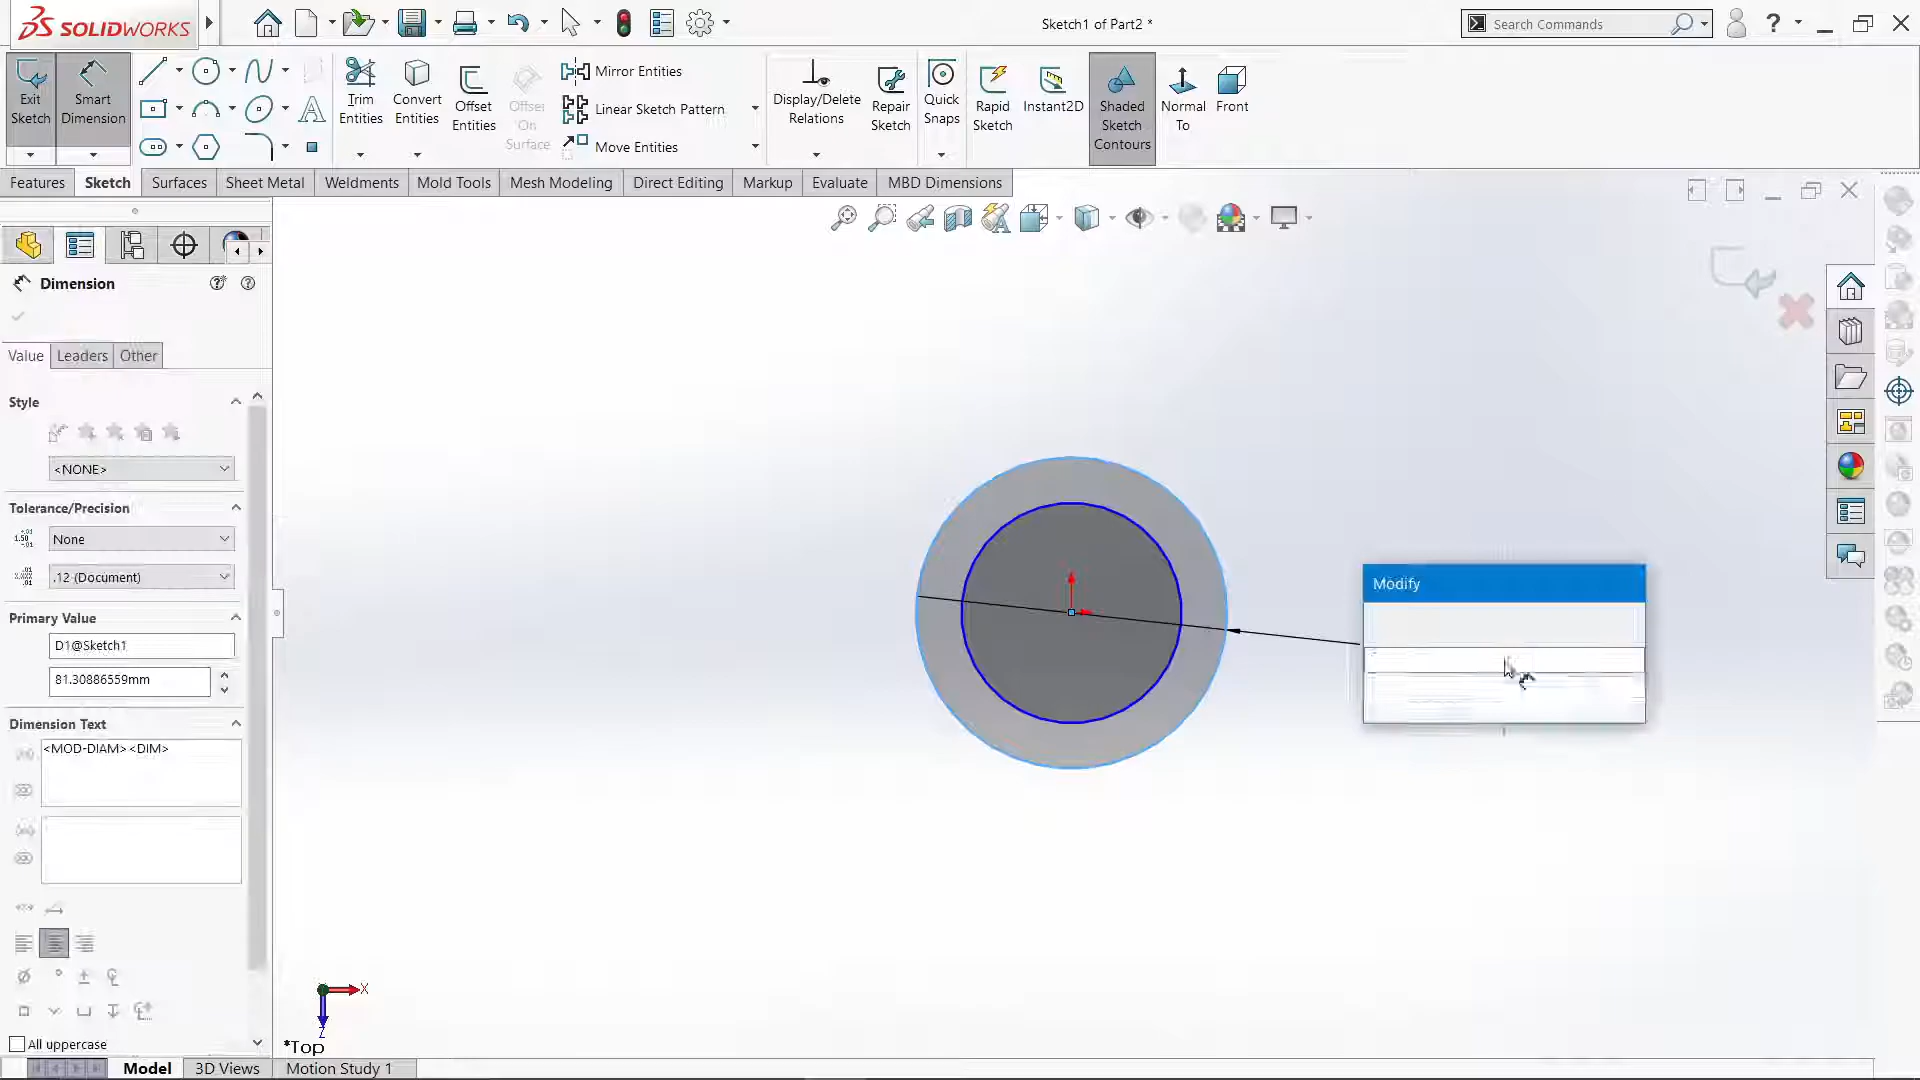 SOLIDWORKS
Sketch1 of Part2 *
Search Commands
?
Exit Sketch
Smart Dimension
Trim Entities
Convert Entities
Offset Entities
Offset On Surface
Mirror Entities
Linear Sketch Pattern
Move Entities
Display/Delete Relations
Repair Sketch
Quick Snaps
Rapid Sketch
Instant2D
Shaded Sketch Contours
Normal To
Front
Features
Sketch
Surfaces
Sheet Metal
Weldments
Mold Tools
Mesh Modeling
Direct Editing
Markup
Evaluate
MBD Dimensions
Dimension
Value
Leaders
Other
Style
<NONE>
Tolerance/Precision
None
.12 (Document)
Primary Value
D1@Sketch1
81.30886559mm
Dimension Text
<MOD-DIAM><DIM>
All uppercase
Modify
X
Z
*Top
Model
3D Views
Motion Study 1